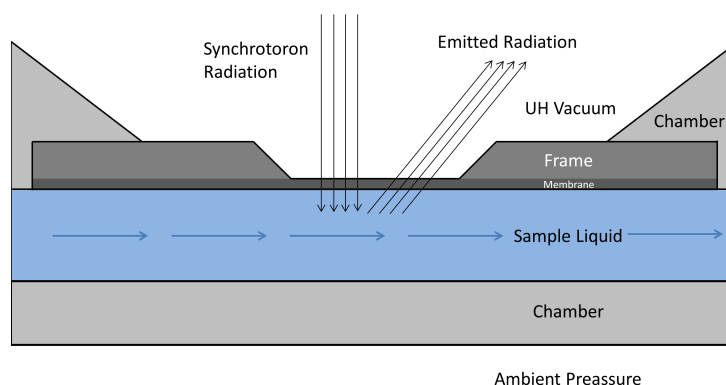 Synchrotoron
Radiation
Emitted Radiation
UH Vacuum
Chamber
Frame
Membrane
Sample Liquid
Chamber
Ambient Preassure